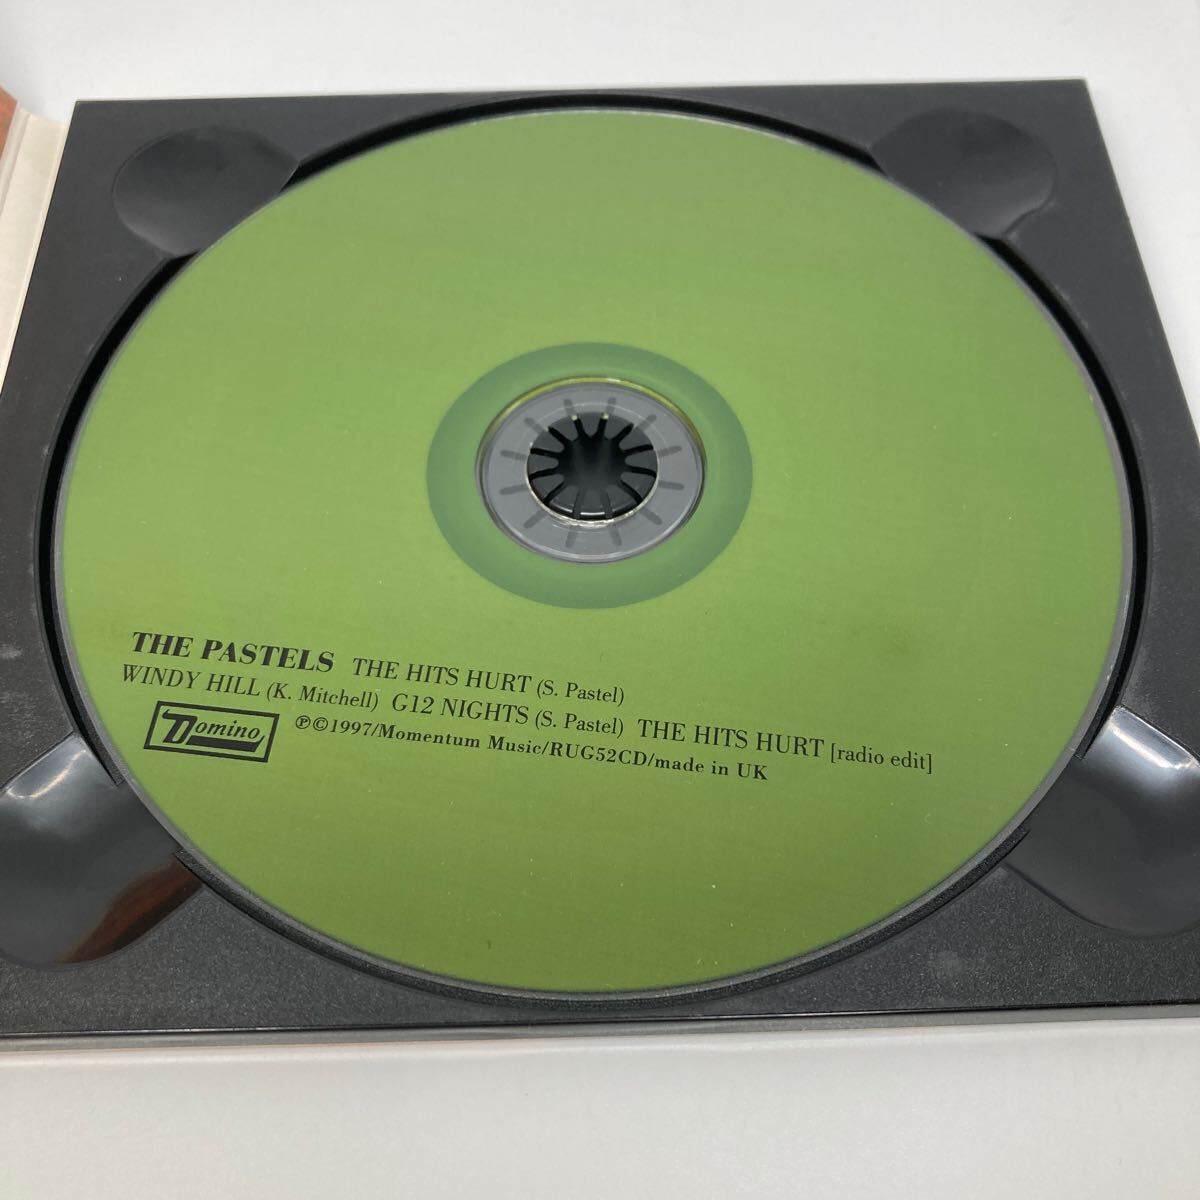 THE PASTELS THE HITS HURT (S. Pastel)
WINDY HILL (K. Mitchell) G12 NIGHTS (S. Pastel) THE HITS HURT [radio edit]
Domino ℗©1997/Momentum Music/RUG52CD/made in UK